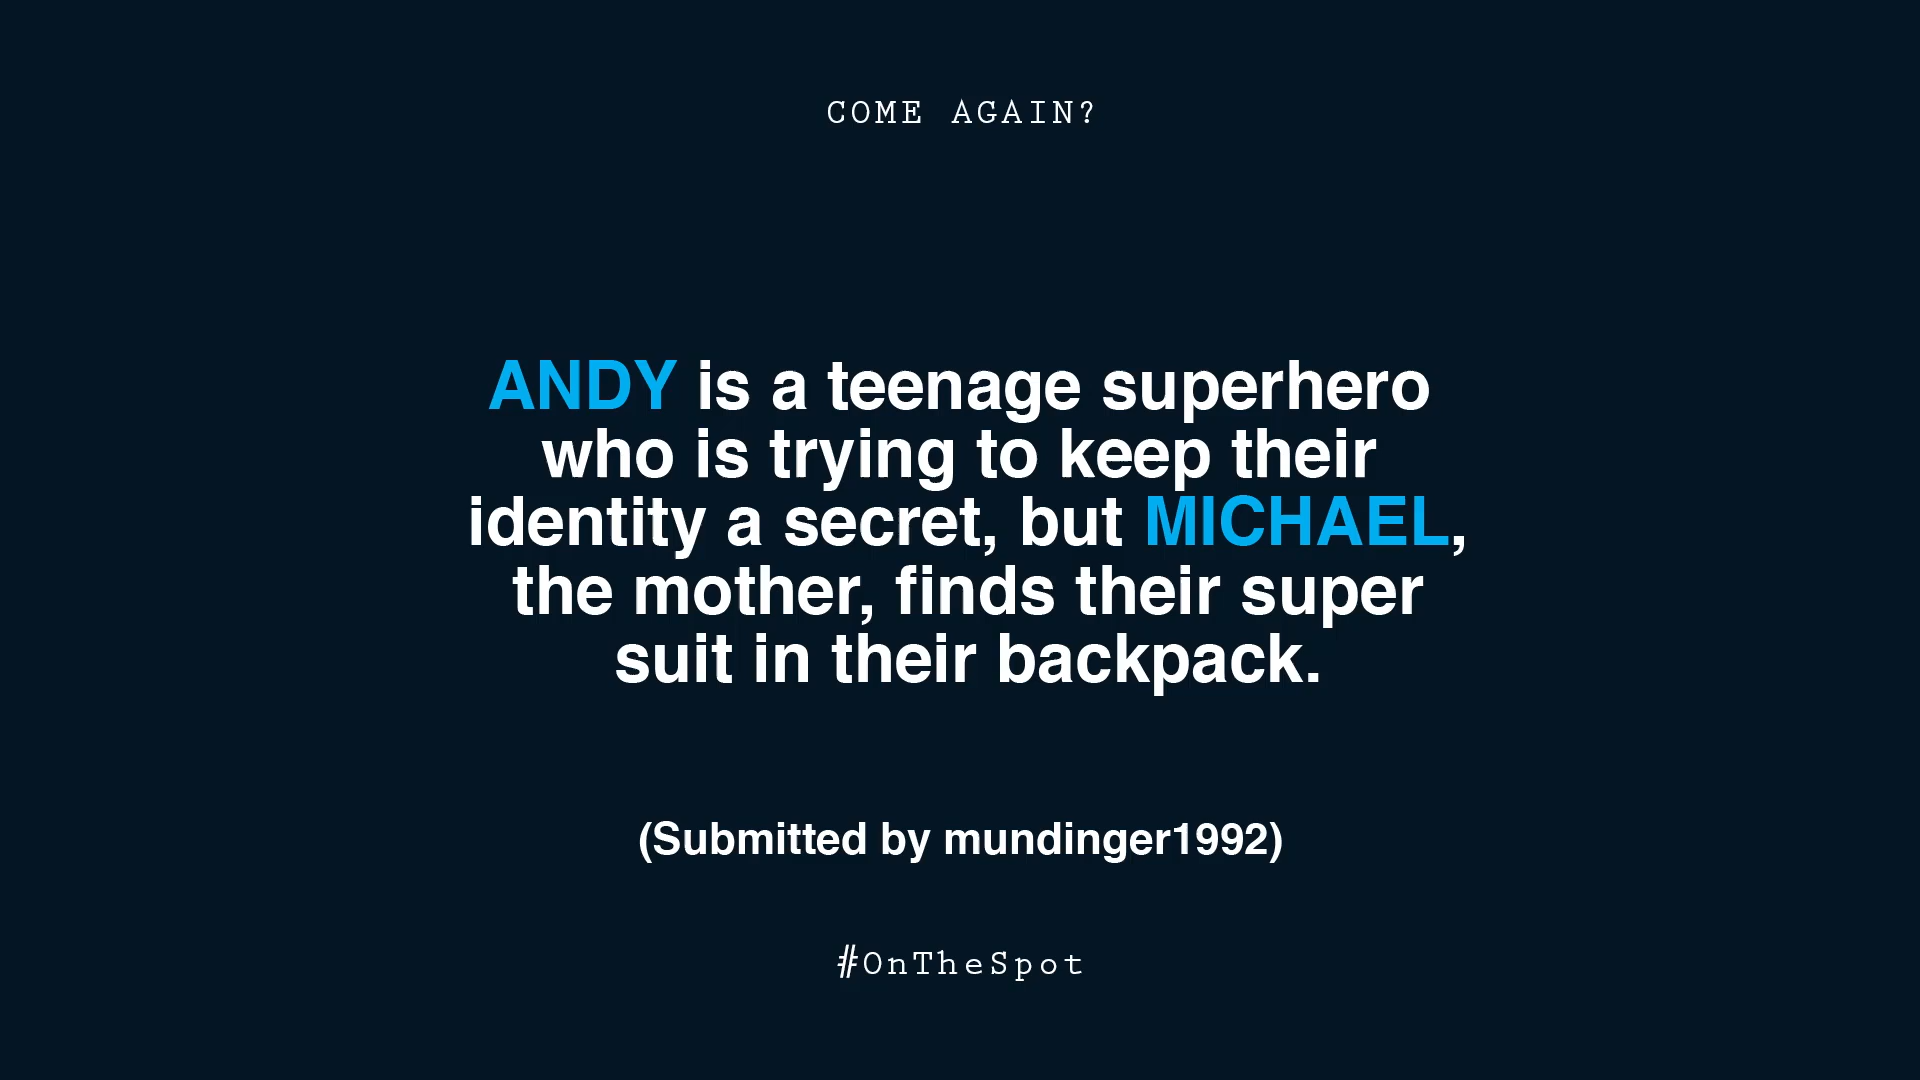 COME AGAIN?
ANDY is a teenage superhero
who is trying to keep their
identity a secret, but MICHAEL,
the mother, finds their super
suit in their backpack.
(Submitted by mundinger1992)
#OnTheSpot